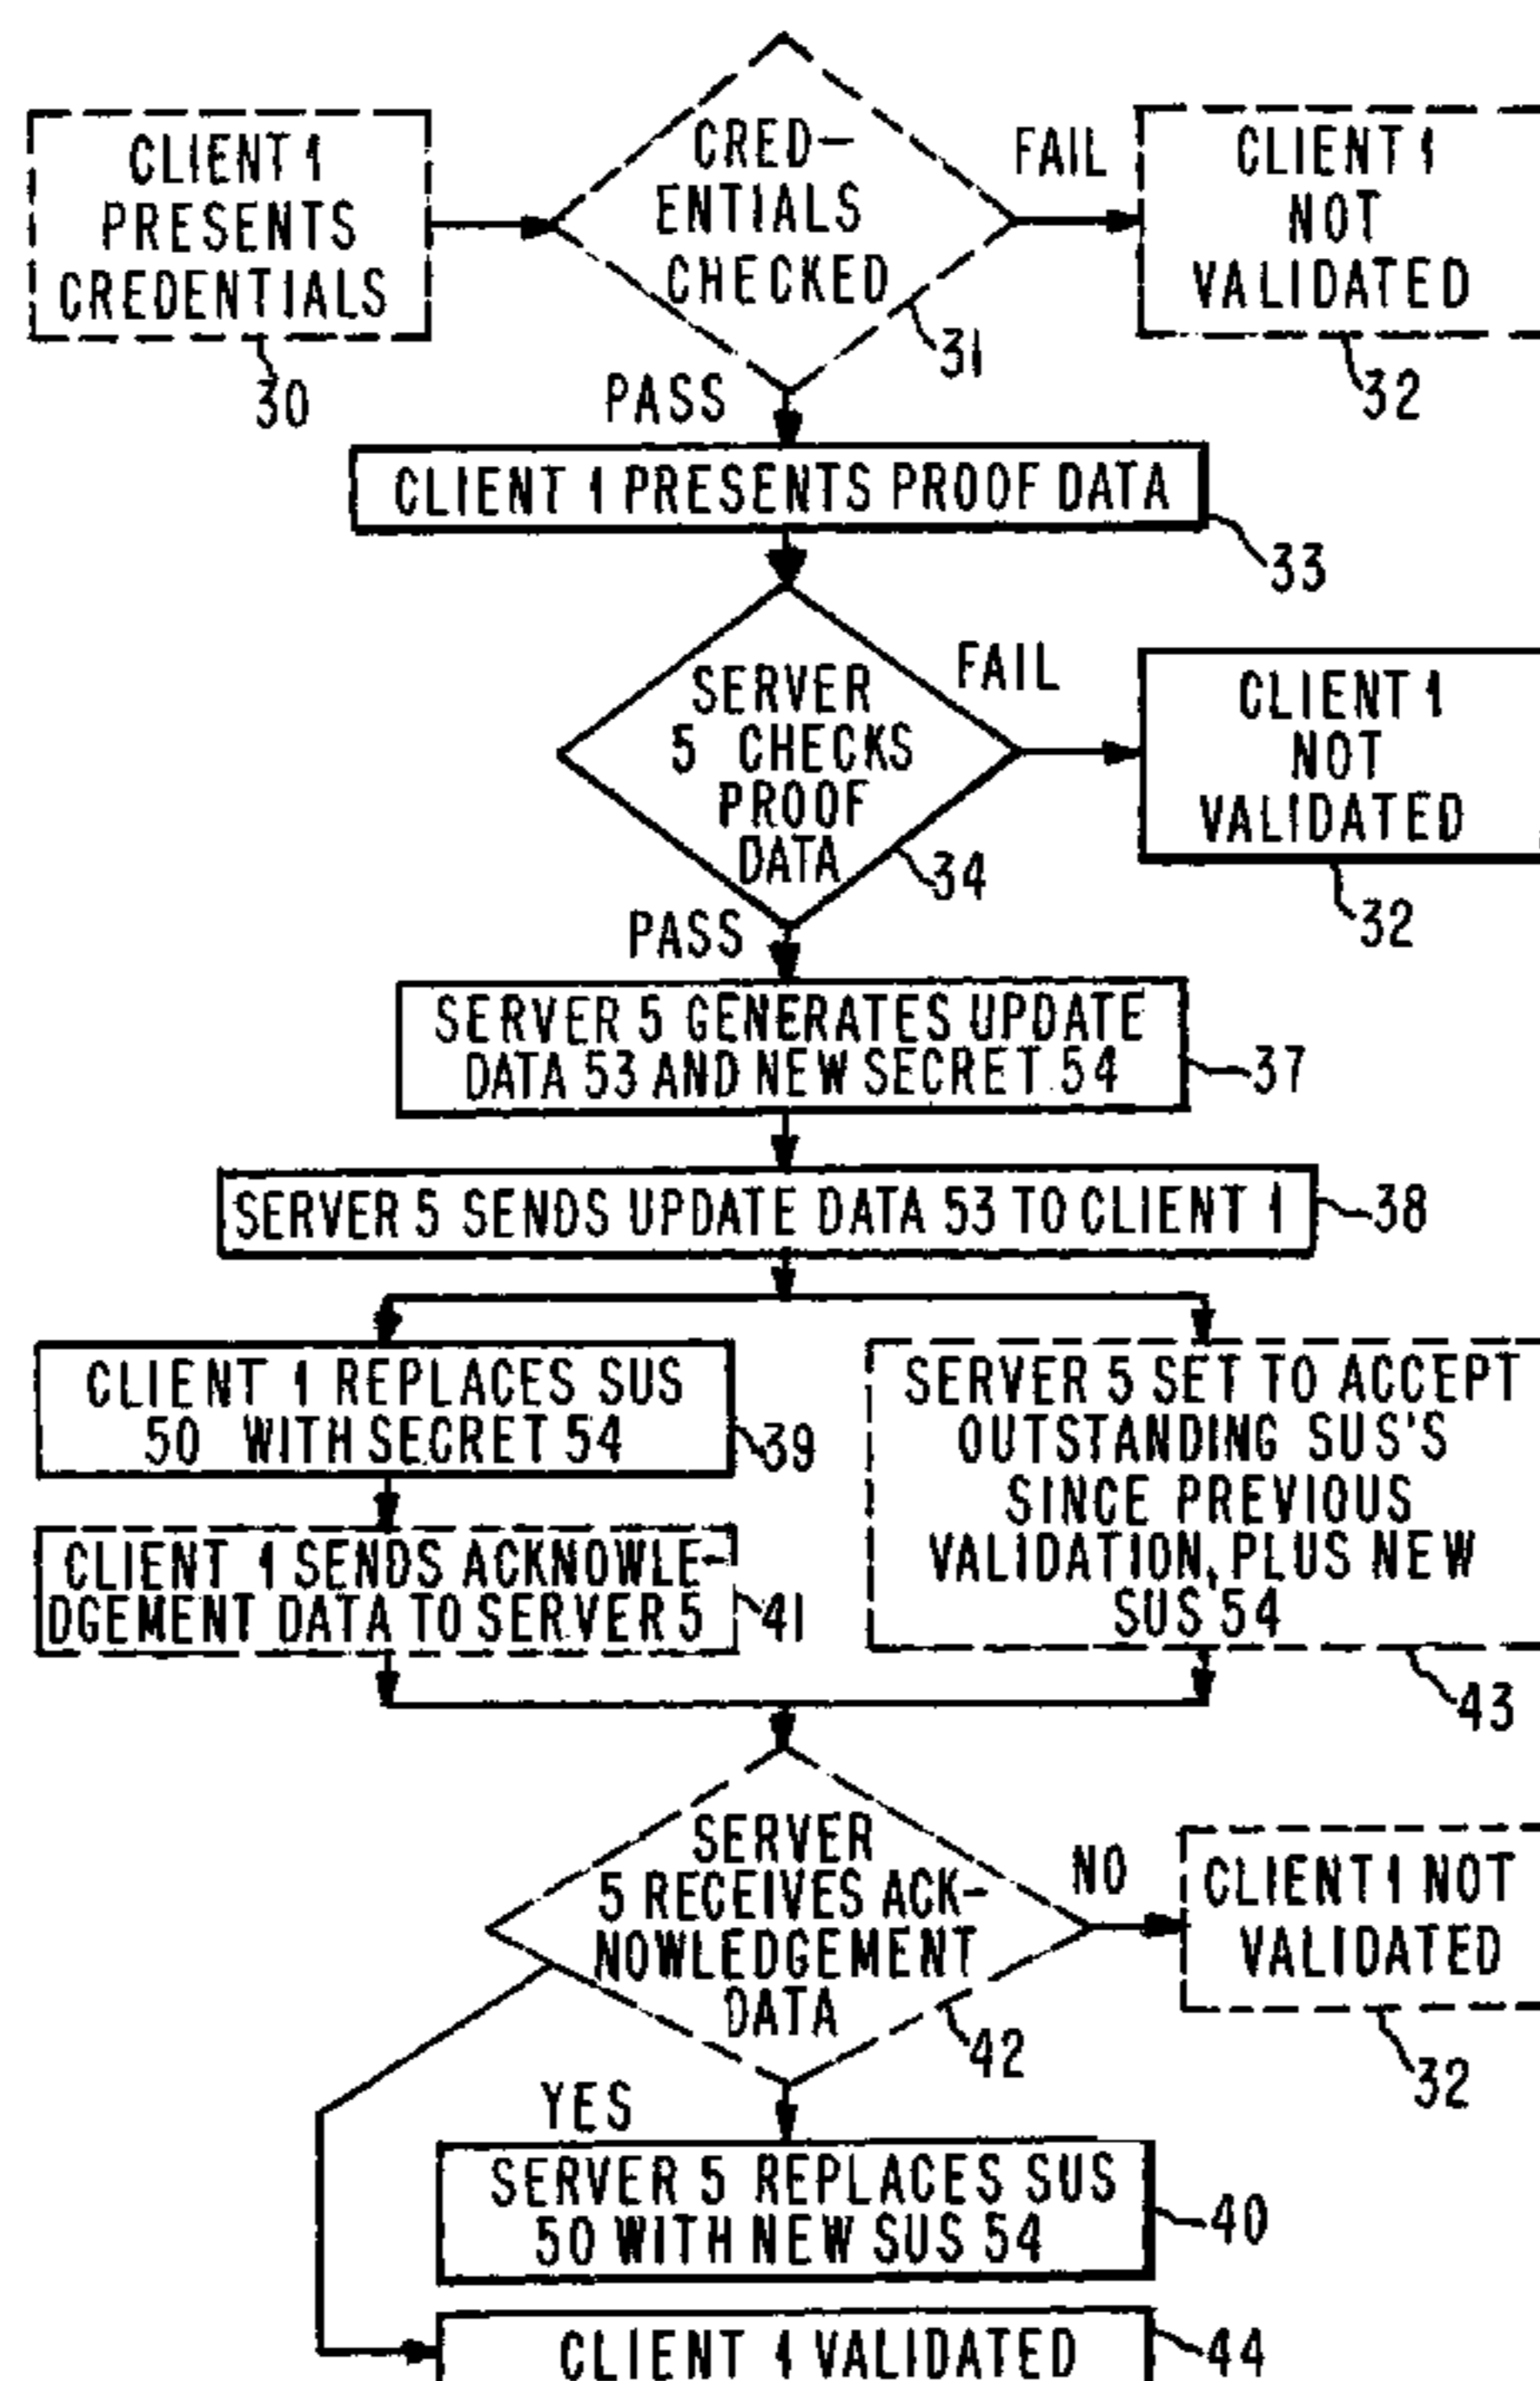 CLIENT 1
PRESENTS
CREDENTIALS
30
CRED-
ENTIALS
CHECKED
31
FAIL
CLIENT 1
NOT
VALIDATED
32
PASS
CLIENT 1 PRESENTS PROOF DATA
33
SERVER
5 CHECKS
PROOF
DATA
34
FAIL
CLIENT 1
NOT
VALIDATED
32
PASS
SERVER 5 GENERATES UPDATE
DATA 53 AND NEW SECRET 54
37
SERVER 5 SENDS UPDATE DATA 53 TO CLIENT 1
38
CLIENT 1 REPLACES SUS
50 WITH SECRET 54
39
CLIENT 1 SENDS ACKNOWLE-
DGEMENT DATA TO SERVER 5
41
SERVER 5 SET TO ACCEPT
OUTSTANDING SUS'S
SINCE PREVIOUS
VALIDATION, PLUS NEW
SUS'54
43
SERVER
5 RECEIVES ACK-
NOWLEDGEMENT
DATA
42
NO
CLIENT 1 NOT
VALIDATED
32
YES
SERVER 5 REPLACES SUS
50 WITH NEW SUS 54
40
CLIENT 1 VALIDATED
44